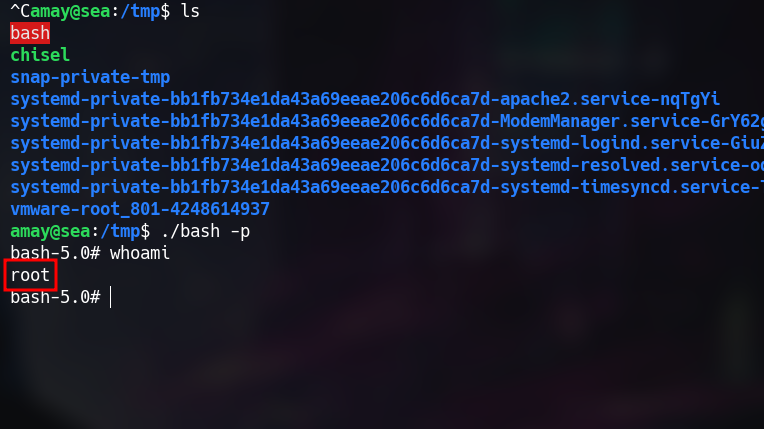 ^Camay@sea:/tmp$ ls
bash
chisel
snap-private-tmp
systemd-private-bb1fb734e1da43a69eeae206c6d6ca7d-apache2.service-nqTgYi
systemd-private-bb1fb734e1da43a69eeae206c6d6ca7d-ModemManager.service-GrY62g
systemd-private-bb1fb734e1da43a69eeae206c6d6ca7d-systemd-logind.service-GiuZ
systemd-private-bb1fb734e1da43a69eeae206c6d6ca7d-systemd-resolved.service-oc
systemd-private-bb1fb734e1da43a69eeae206c6d6ca7d-systemd-timesyncd.service-T
vmware-root_801-4248614937
amay@sea:/tmp$ ./bash -p
bash-5.0# whoami
root
bash-5.0#